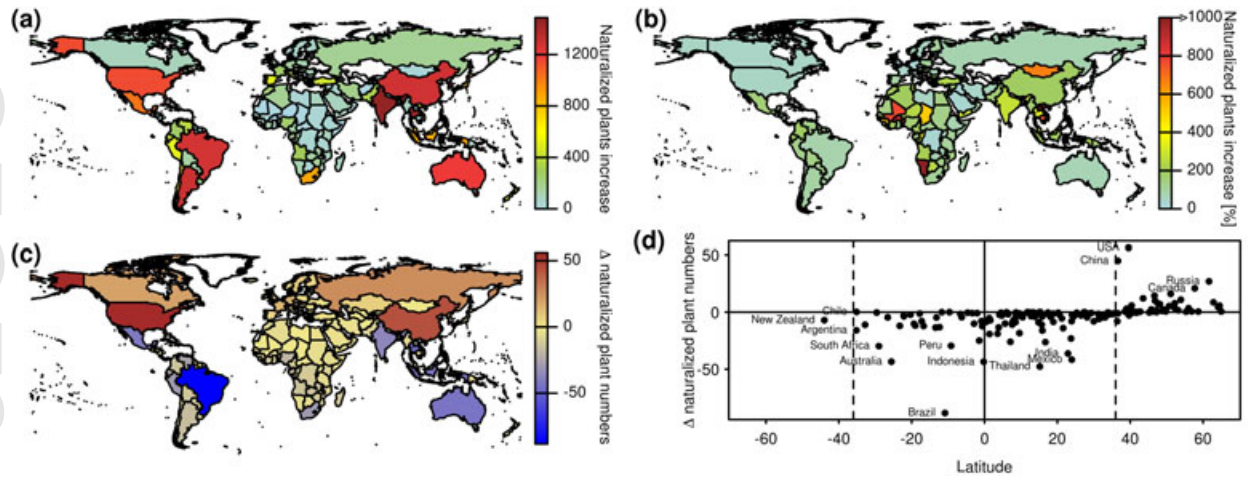 (a)
1200
800
400
0
Naturalized plants increase
(b)
>1000
800
600
400
200
0
Naturalized plants increase [%]
(c)
50
0
-50
Δ naturalized plant numbers
(d)
Δ naturalized plant numbers
50
0
-50
USA
China
Russia
Canada
Chile
New Zealand
Argentina
South Africa
Peru
Australia
Indonesia
India
Mexico
Thailand
Brazil
-60
-40
-20
0
20
40
60
Latitude